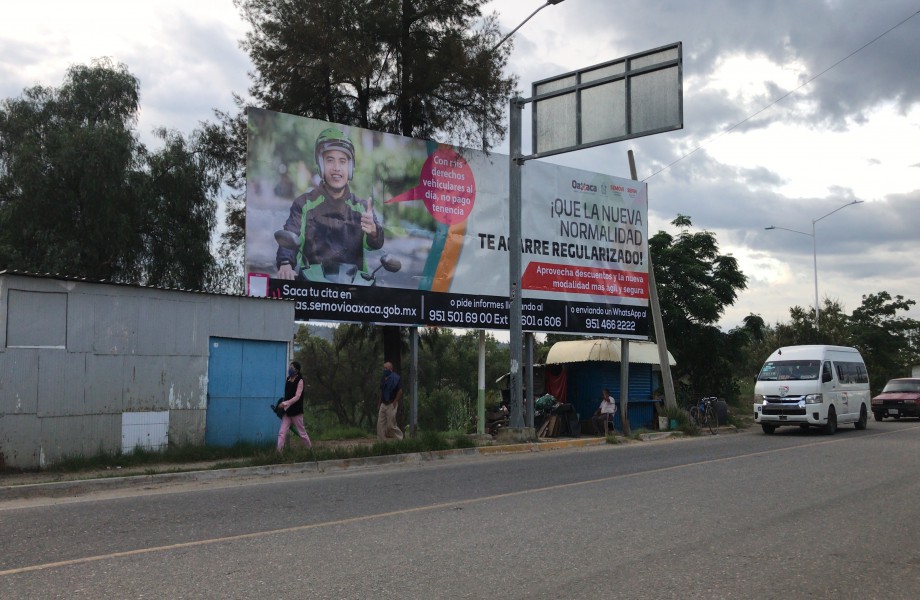 Con mis
derechos
vehiculares al
día, no pago
tenencia
Oaxaca
¡QUE LA NUEVA
NORMALIDAD
TE AGARRE REGULARIZADO!
Aprovecha descuentos y la nueva
modalidad más ágil y segura
Saca tu cita en
.semovioaxaca.gob.mx
o pide informes llamando al
951 501 69 00 Ext 601 a 604
o enviando un WhatsApp al
951 466 2222